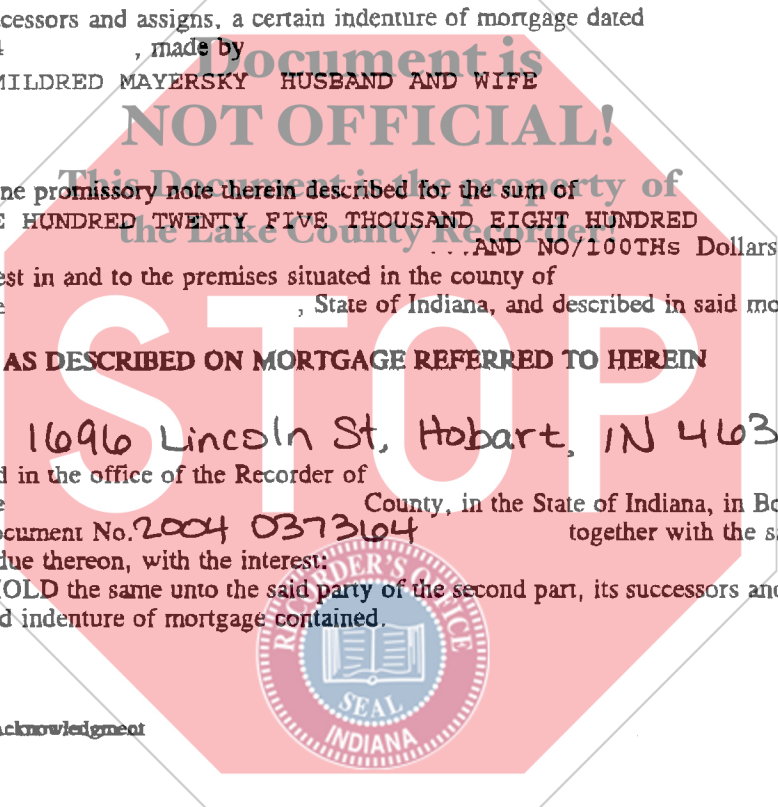 cessors and assigns, a certain indenture of mortgage dated
, made by
Document is
MILDRED MAYERSKY HUSBAND AND WIFE
NOT OFFICIAL!
ne promissory note therein described for the sum of
This Document is the property of
HUNDRED TWENTY FIVE THOUSAND EIGHT HUNDRED
the Lake County Recorder!
...AND NO/100THs Dollars
est in and to the premises situated in the county of
, State of Indiana, and described in said mo
STOP
AS DESCRIBED ON MORTGAGE REFERRED TO HEREIN
1696 Lincoln St, Hobart, IN 463
d in the office of the Recorder of
County, in the State of Indiana, in Bo
cument No. 2004 037364 together with the s
due thereon, with the interest:
OLD the same unto the said party of the second part, its successors and
d indenture of mortgage contained.
RECORDER'S OFFICE
SEAL
INDIANA
cknowledgment